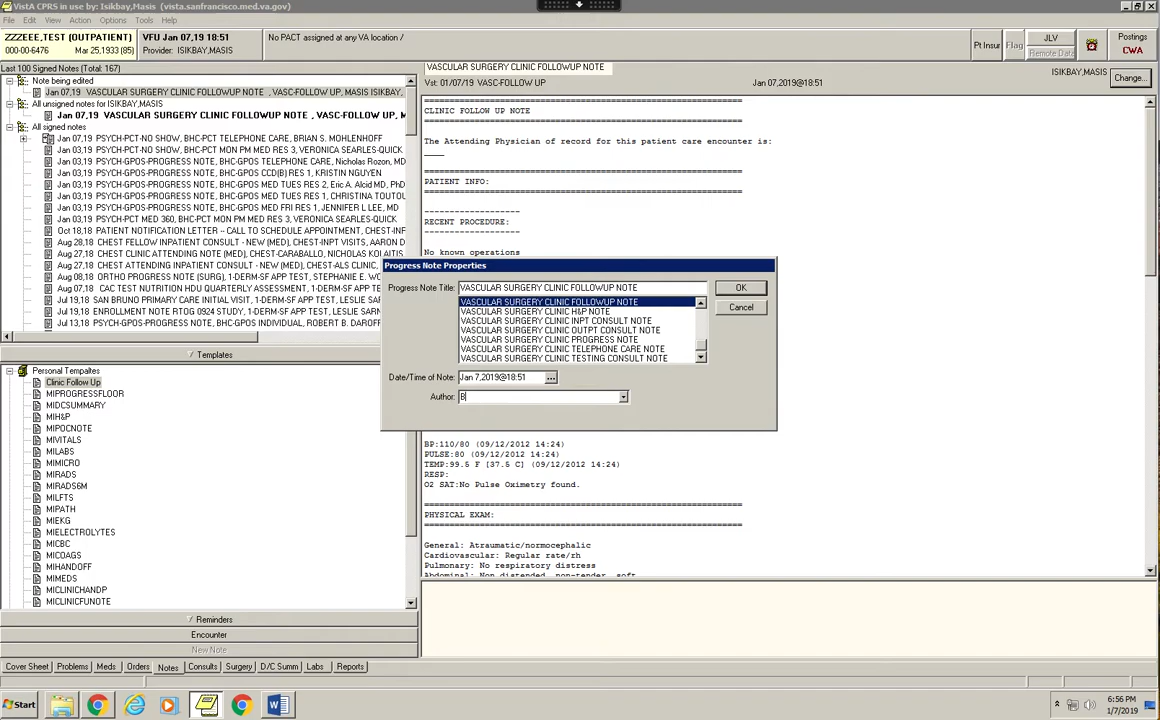 VistA CPRS in use by: Isikbay,Masis (vista.sanfrancisco.med.va.gov)
File Edit View Action Options Tools Help
ZZZEEE,TEST (OUTPATIENT)
000-00-6476 Mar 25,1933 (85)
VFU Jan 07,19 18:51
Provider: ISIKBAY,MASIS
No PACT assigned at any VA location /
Pt Insur
Flag
JLV
Remote Data
Postings
CWA
Last 100 Signed Notes (Total: 167)
Note being edited
Jan 07,19 VASCULAR SURGERY CLINIC FOLLOWUP NOTE , VASC-FOLLOW UP, MASIS ISIKBAY,
All unsigned notes for ISIKBAY,MASIS
Jan 07,19 VASCULAR SURGERY CLINIC FOLLOWUP NOTE , VASC-FOLLOW UP, M
All signed notes
Jan 07,19 PSYCH-PCT-NO SHOW, BHC-PCT TELEPHONE CARE, BRIAN S. MOHLENHOFF
Jan 04,19 PSYCH-PCT-NO SHOW, BHC-PCT MON PM MED RES 3, VERONICA SEARLES-QUICK
Jan 03,19 PSYCH-GPOS-PROGRESS NOTE, BHC-GPOS TELEPHONE CARE, Nicholas Rozon, MD
Jan 03,19 PSYCH-GPOS-PROGRESS NOTE, BHC-GPOS CCD(B) RES 1, KRISTIN NGUYEN
Jan 03,19 PSYCH-GPOS-PROGRESS NOTE, BHC-GPOS MED TUES RES 2, Eric A. Alcid MD, PhD
Jan 03,19 PSYCH-GPOS-PROGRESS NOTE, BHC-GPOS MED TUES RES 1, CHRISTINA TOUTOU
Jan 03,19 PSYCH-GPOS-PROGRESS NOTE, BHC-GPOS MED FRI RES 1, JENNIFER L LEE, MD
Jan 03,19 PSYCH-PCT MED 360, BHC-PCT MON PM MED RES 3, VERONICA SEARLES-QUICK
Oct 18,18 PATIENT NOTIFICATION LETTER -- CALL TO SCHEDULE APPOINTMENT, CHEST-INT
Aug 28,18 CHEST FELLOW INPATIENT CONSULT - NEW (MED), CHEST-INPT VISITS, AARON D
Aug 27,18 CHEST CLINIC ATTENDING NOTE (MED), CHEST-CARABALLO, NICHOLAS KOLAITIS
Aug 27,18 CHEST ATTENDING INPATIENT CONSULT - NEW (MED), CHEST-ALS CLINIC,
Aug 08,18 ORTHO PROGRESS NOTE (SURG), 1-DERM-SF APP TEST, STEPHANIE E. WO
Aug 07,18 CAC TEST NUTRITION HDU QUARTERLY ASSESSMENT, 1-DERM-SF APP TEST,
Jul 19,18 SAN BRUNO PRIMARY CARE INITIAL VISIT, 1-DERM-SF APP TEST, LESLIE SAF
Jul 19,18 ENROLLMENT NOTE RTOG 0924 STUDY, 1-DERM-SF APP TEST, LESLIE SARN
Jul 13,18 PSYCH-GPOS-PROGRESS NOTE, BHC-GPOS INDIVIDUAL, ROBERT B. DAROFF
Templates
Personal Tempaltes
Clinic Follow Up
MIPROGRESSFLOOR
MIDCSUMMARY
MIH&P
MIPOCNOTE
MIVITALS
MILABS
MIMICRO
MIRADS
MIRADS6M
MILFTS
MIPATH
MIEKG
MIELECTROLYTES
MICBC
MICOAGS
MIHANDOFF
MIMEDS
MICLINICHANDP
MICLINICFUNOTE
Reminders
Encounter
New Note
VASCULAR SURGERY CLINIC FOLLOWUP NOTE
Vst: 01/07/19 VASC-FOLLOW UP Jan 07,2019@18:51
ISIKBAY,MASIS
Change...
CLINIC FOLLOW UP NOTE
The Attending Physician of record for this patient care encounter is:
____
PATIENT INFO:
RECENT PROCEDURE:
No known operations
Progress Note Properties
Progress Note Title: VASCULAR SURGERY CLINIC FOLLOWUP NOTE
VASCULAR SURGERY CLINIC FOLLOWUP NOTE
VASCULAR SURGERY CLINIC H&P NOTE
VASCULAR SURGERY CLINIC INPT CONSULT NOTE
VASCULAR SURGERY CLINIC OUTPT CONSULT NOTE
VASCULAR SURGERY CLINIC PROGRESS NOTE
VASCULAR SURGERY CLINIC TELEPHONE CARE NOTE
VASCULAR SURGERY CLINIC TESTING CONSULT NOTE
OK
Cancel
Date/Time of Note: Jan 7,2019@18:51 ...
Author: B
BP:110/80 (09/12/2012 14:24)
PULSE:80 (09/12/2012 14:24)
TEMP:99.5 F [37.5 C] (09/12/2012 14:24)
RESP:
O2 SAT:No Pulse Oximetry found.
PHYSICAL EXAM:
General: Atraumatic/normocephalic
Cardiovascular: Regular rate/rh
Pulmonary: No respiratory distress
Abdominal: Non distended, non-tender, soft
Cover Sheet Problems Meds Orders Notes Consults Surgery D/C Summ Labs Reports
Start
6:56 PM
1/7/2019